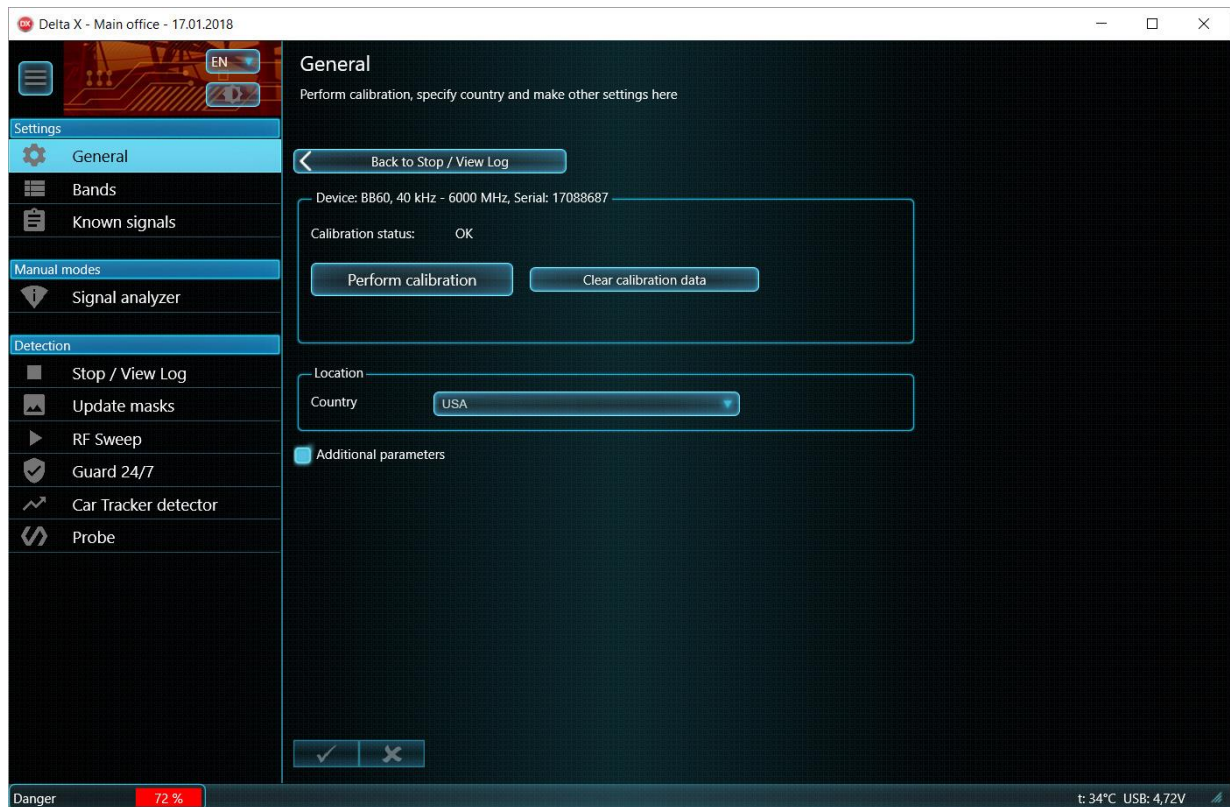 Delta X - Main office - 17.01.2018
EN
General
Perform calibration, specify country and make other settings here
Settings
General
Bands
Known signals
Manual modes
Signal analyzer
Detection
Stop / View Log
Update masks
RF Sweep
Guard 24/7
Car Tracker detector
Probe
Back to Stop / View Log
Device: BB60, 40 kHz - 6000 MHz, Serial: 17088687
Calibration status: OK
Perform calibration Clear calibration data
Location
Country USA
Additional parameters
Danger 72 % t: 34°C USB: 4,72V